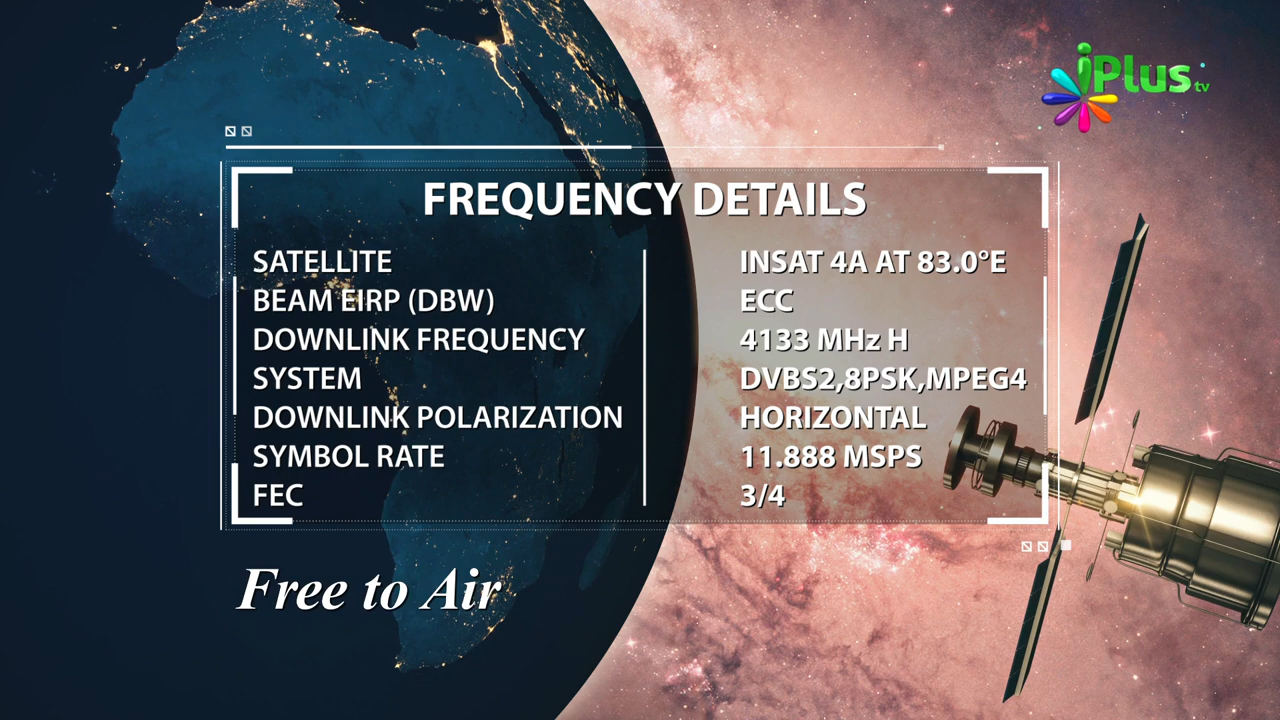 iPlus tv
FREQUENCY DETAILS
SATELLITE INSAT 4A AT 83.0°E
BEAM EIRP (DBW) ECC
DOWNLINK FREQUENCY 4133 MHz H
SYSTEM DVBS2,8PSK,MPEG4
DOWNLINK POLARIZATION HORIZONTAL
SYMBOL RATE 11.888 MSPS
FEC 3/4
Free to Air